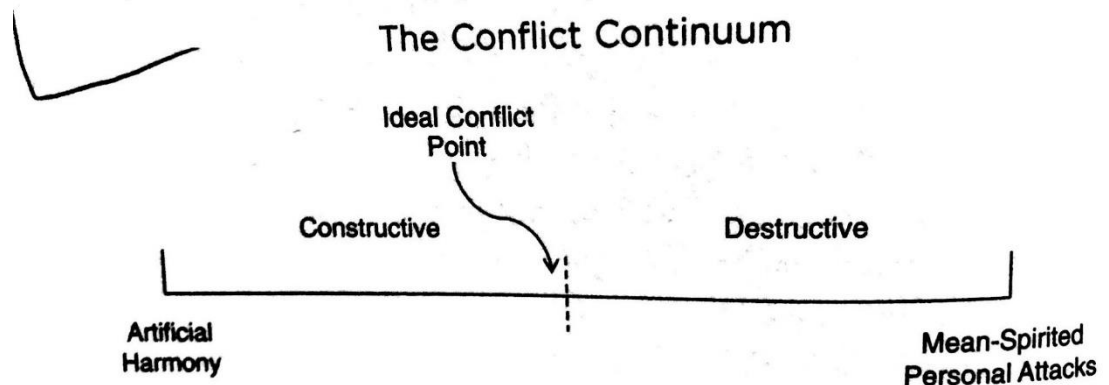 The Conflict Continuum
Ideal Conflict
Point
Constructive
Destructive
Artificial
Harmony
Mean-Spirited
Personal Attacks